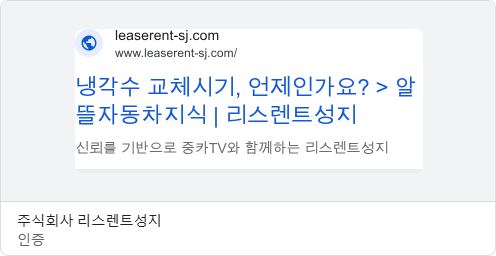 leaserent-sj.com
www.leaserent-sj.com/
냉각수 교체시기, 언제인가요? > 알
뜰자동차지식 | 리스렌트성지
신뢰를 기반으로 중카TV와 함께하는 리스렌트성지
주식회사 리스렌트성지
인증